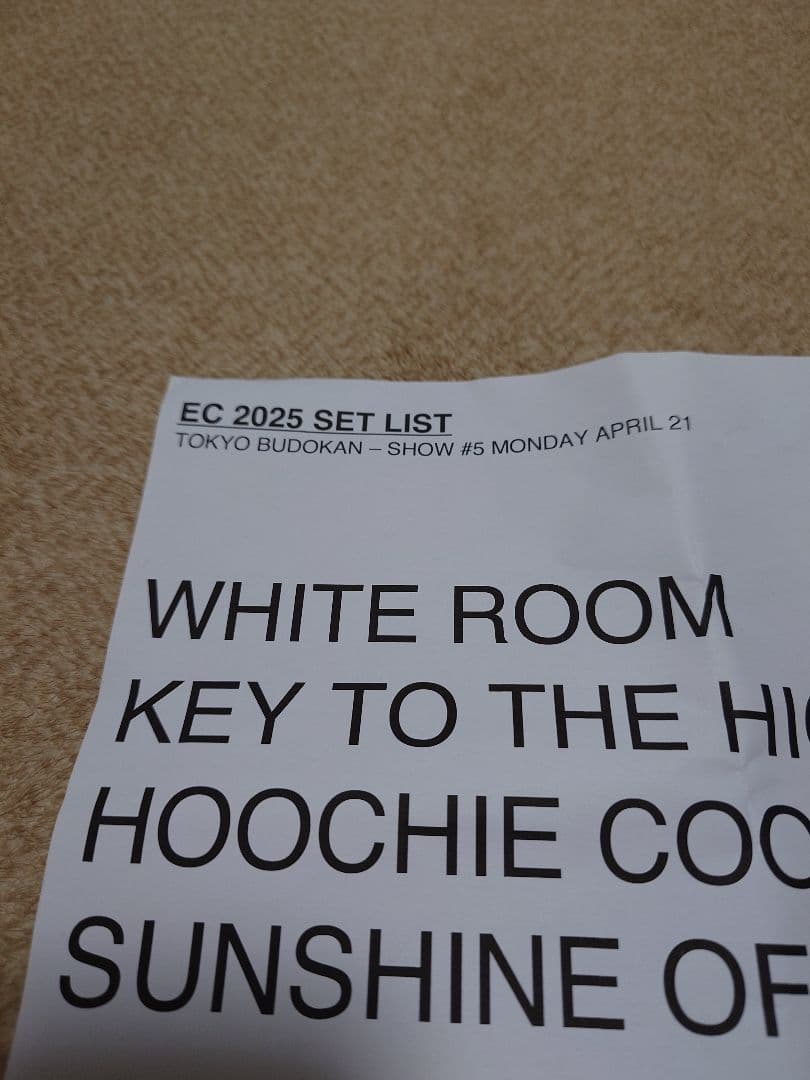 EC 2025 SET LIST
TOKYO BUDOKAN – SHOW #5 MONDAY APRIL 21
WHITE ROOM
KEY TO THE
HOOCHIE
SUNSHINE OF